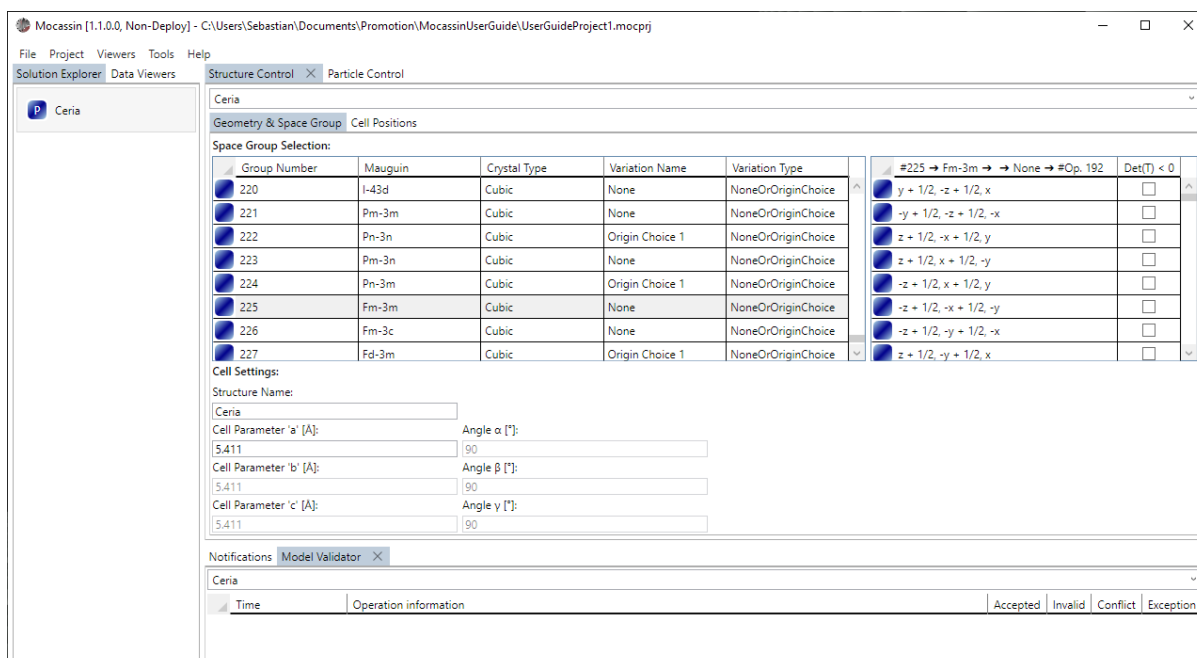 Mocassin [1.1.0.0, Non-Deploy] - C:\Users\Sebastian\Documents\Promotion\MocassinUserGuide\UserGuideProject1.mocprj
File Project Viewers Tools Help
Solution Explorer Data Viewers
Structure Control Particle Control
P Ceria
Ceria
Geometry & Space Group Cell Positions
Space Group Selection:
Group Number Mauguin Crystal Type Variation Name Variation Type
220 I-43d Cubic None NoneOrOriginChoice
221 Pm-3m Cubic None NoneOrOriginChoice
222 Pn-3n Cubic Origin Choice 1 NoneOrOriginChoice
223 Pm-3n Cubic None NoneOrOriginChoice
224 Pn-3m Cubic Origin Choice 1 NoneOrOriginChoice
225 Fm-3m Cubic None NoneOrOriginChoice
226 Fm-3c Cubic None NoneOrOriginChoice
227 Fd-3m Cubic Origin Choice 1 NoneOrOriginChoice
#225 → Fm-3m → → None → #Op. 192 Det(T) < 0
y + 1/2, -z + 1/2, x
-y + 1/2, -z + 1/2, -x
z + 1/2, -x + 1/2, y
z + 1/2, x + 1/2, -y
-z + 1/2, x + 1/2, y
-z + 1/2, -x + 1/2, -y
-z + 1/2, -y + 1/2, -x
z + 1/2, -y + 1/2, x
Cell Settings:
Structure Name:
Ceria
Cell Parameter 'a' [Å]: Angle α [°]:
5.411 90
Cell Parameter 'b' [Å]: Angle β [°]:
5.411 90
Cell Parameter 'c' [Å]: Angle γ [°]:
5.411 90
Notifications Model Validator
Ceria
Time Operation information Accepted Invalid Conflict Exception